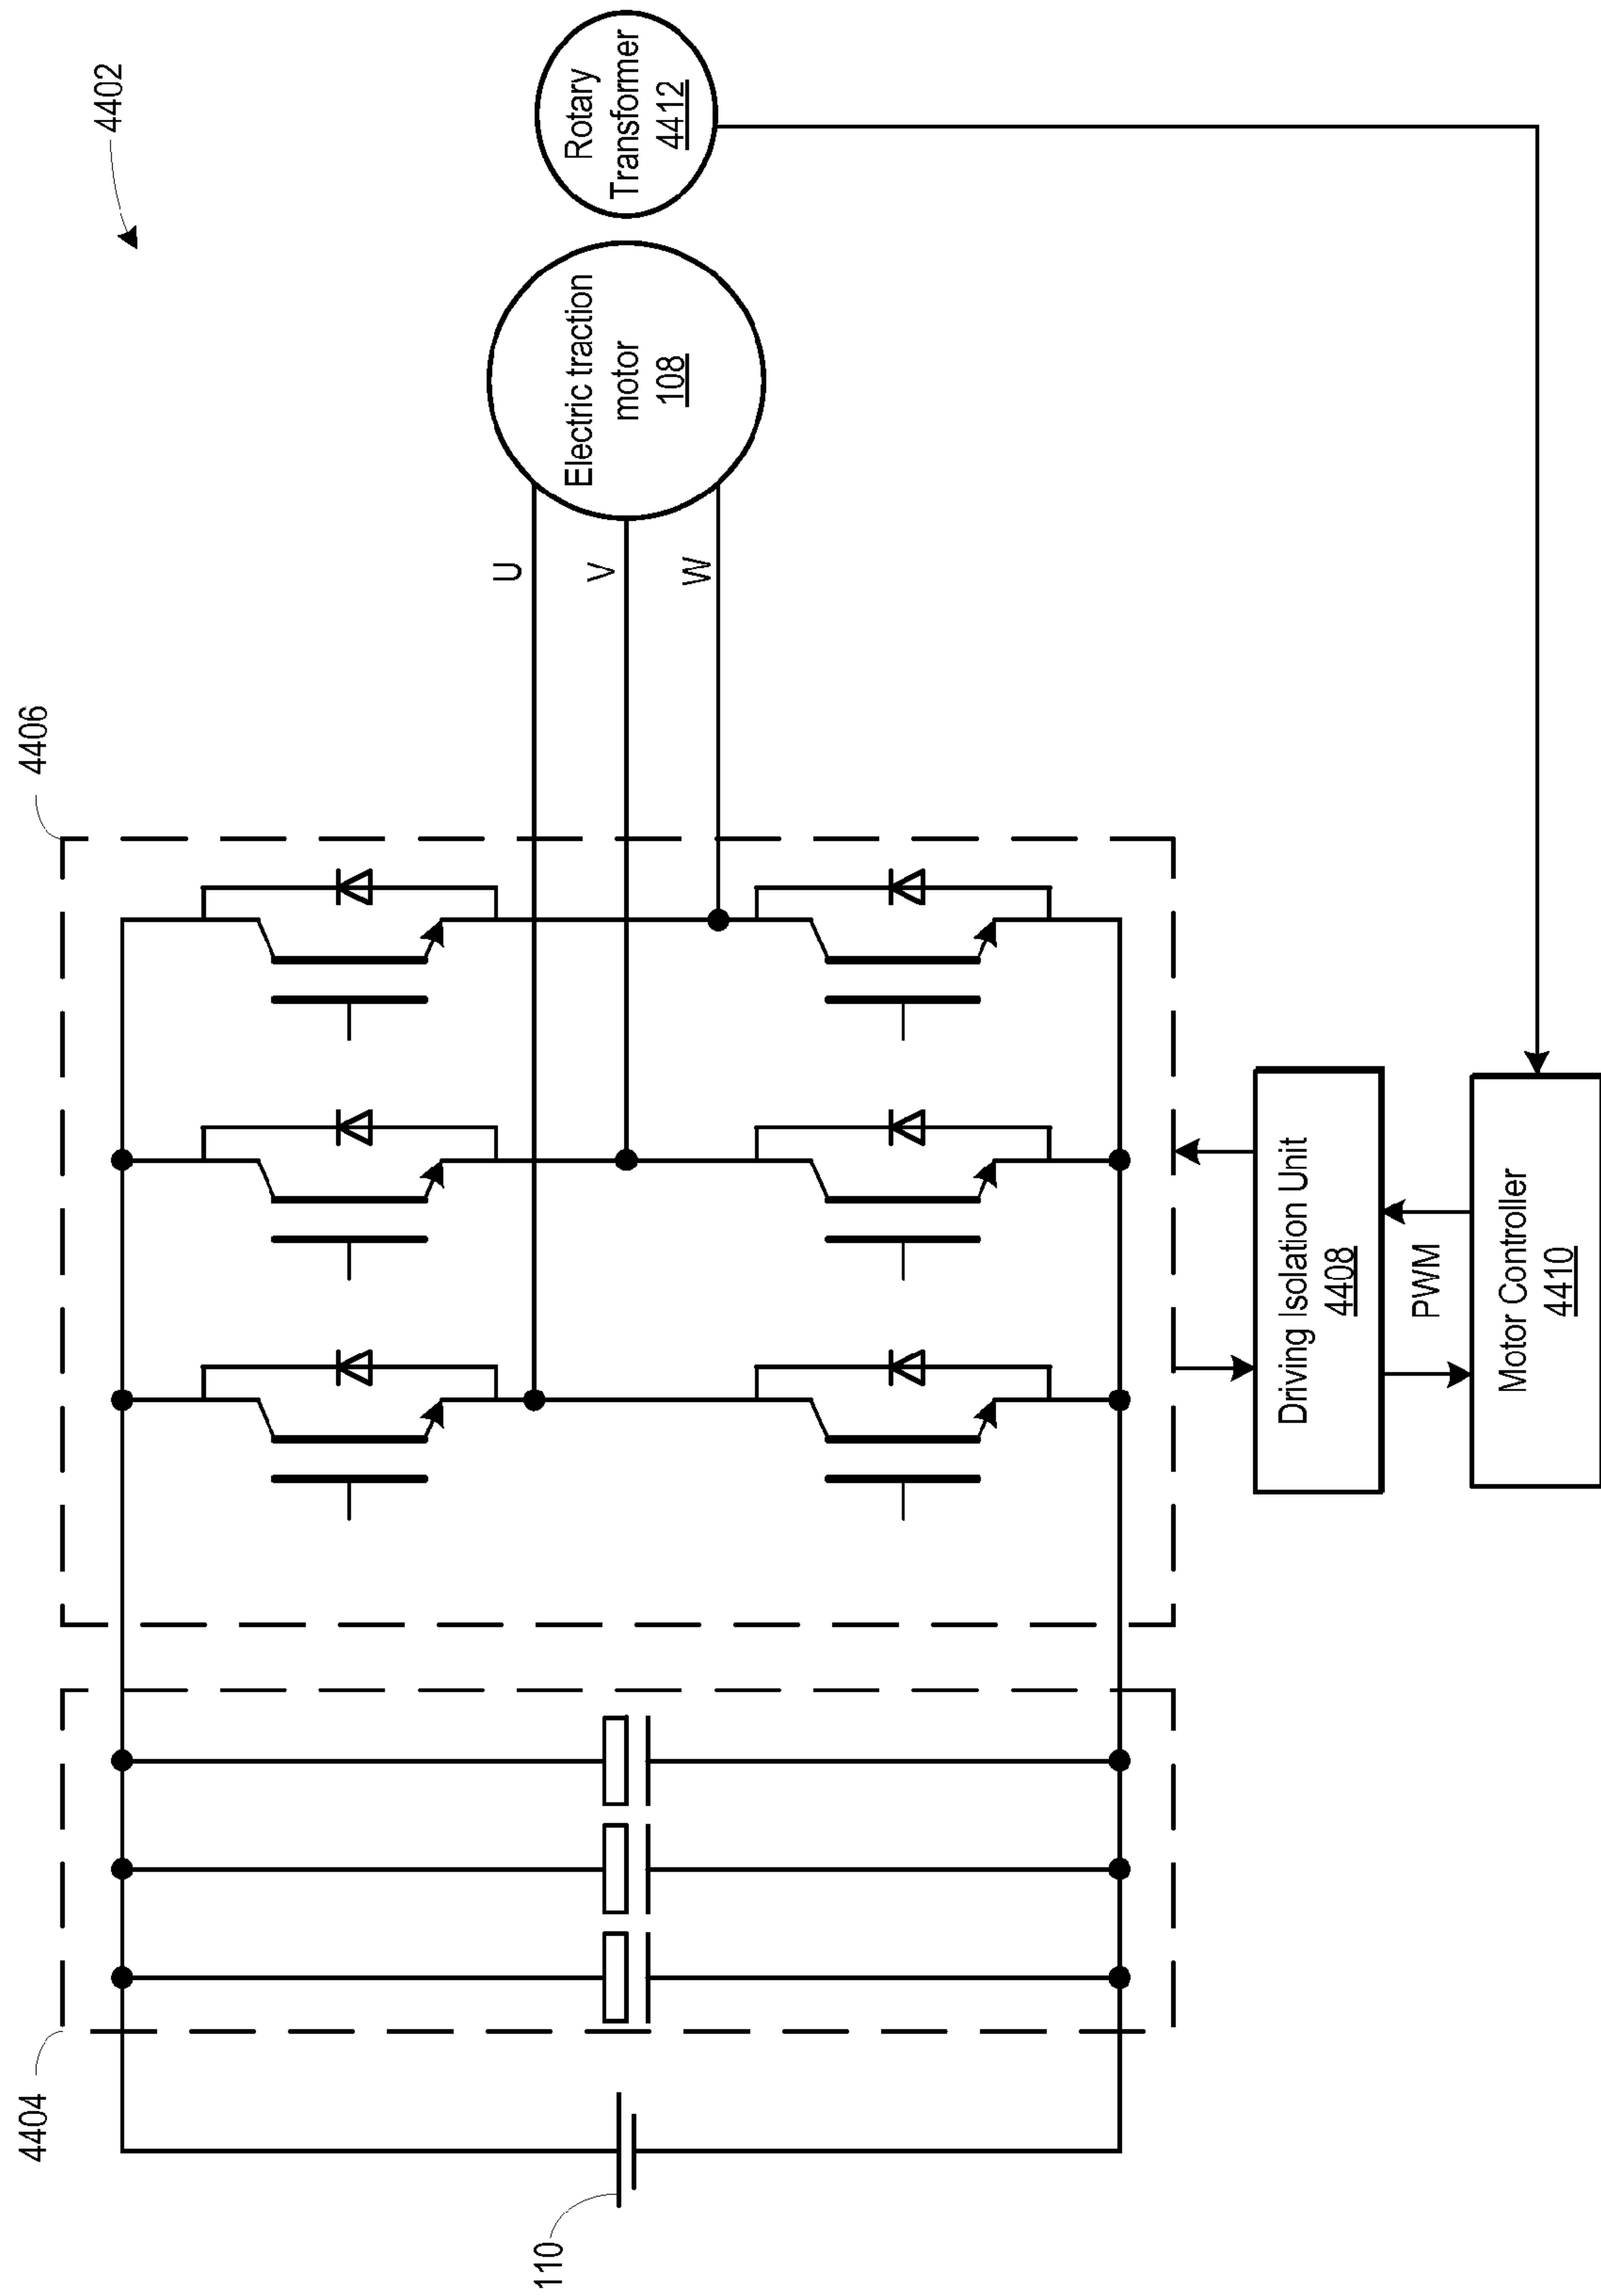 4402
Rotary
Transformer
4412
Electric traction
motor
108
U
V
W
4406
4404
110
Driving Isolation Unit
4408
PWM
Motor Controller
4410